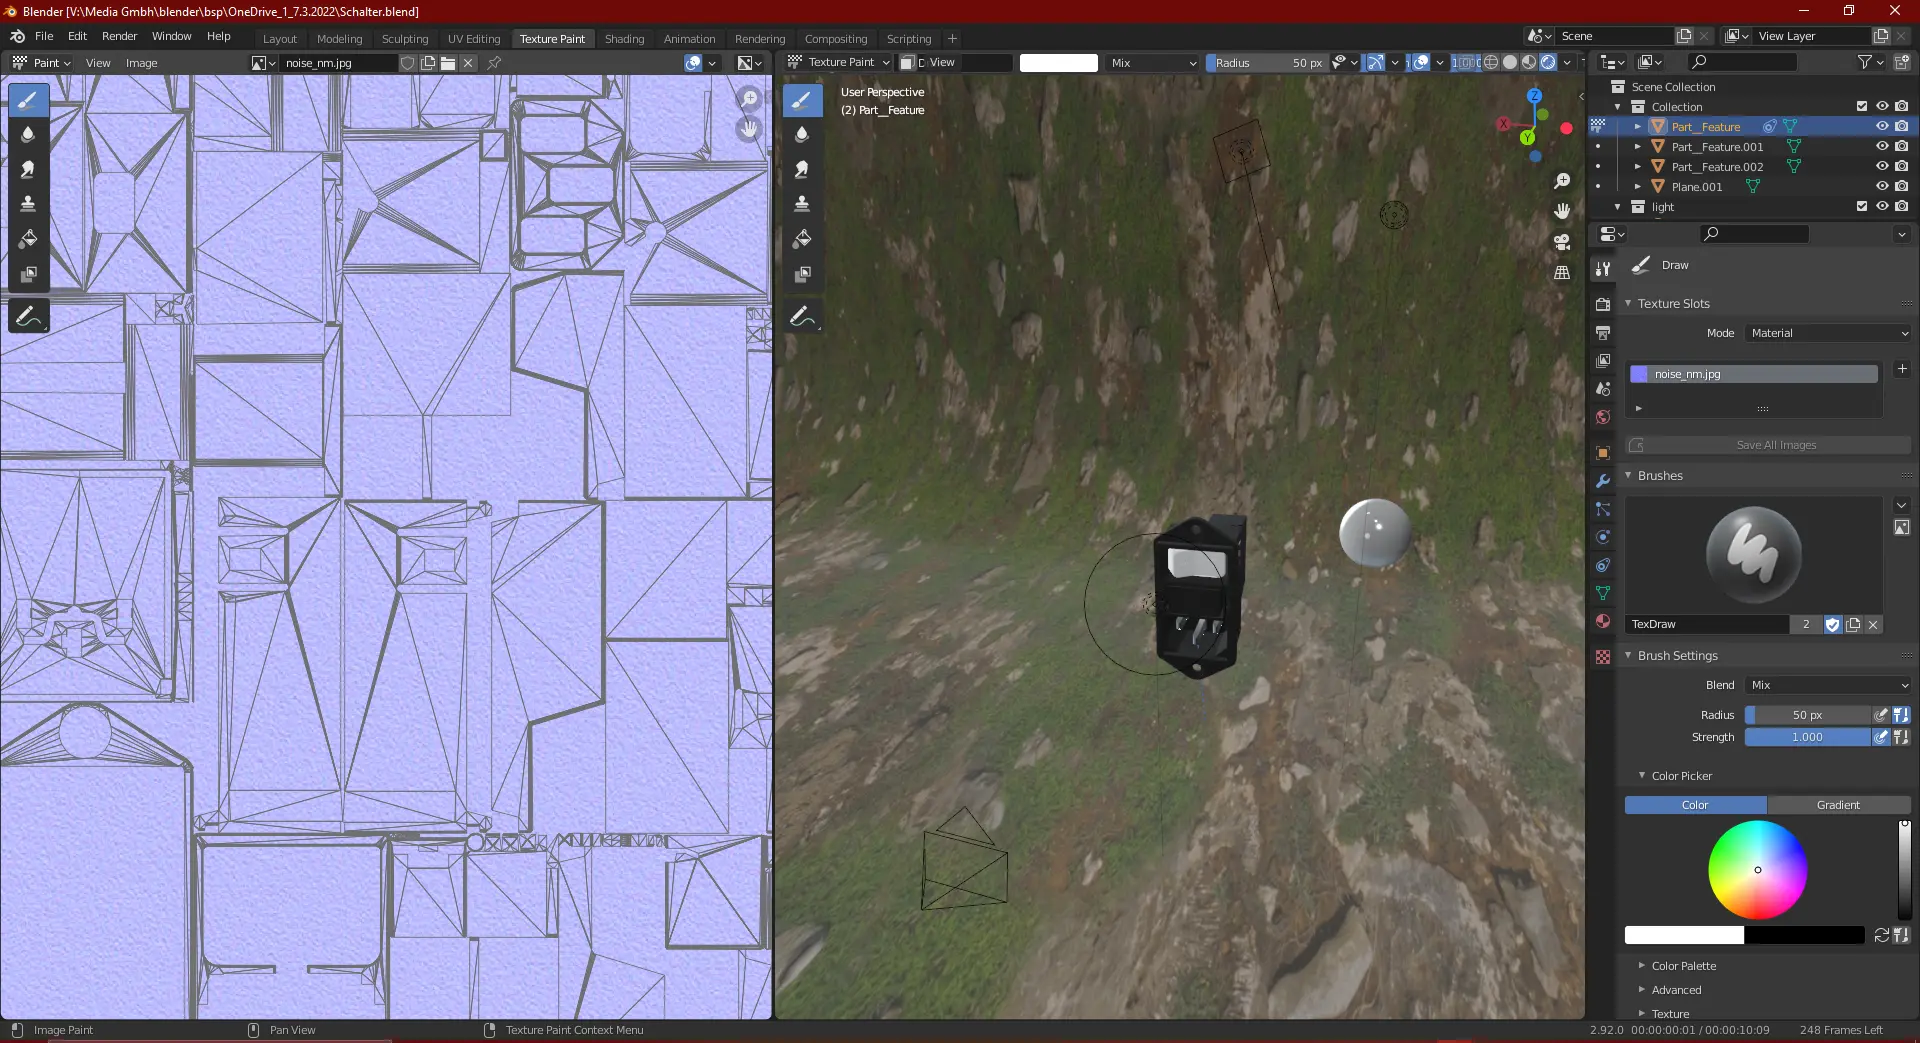 Blender [V:\Media Gmbh\blender\bsp\OneDrive_1_7.3.2022\Schalter.blend]
File Edit Render Window Help Layout Modeling Sculpting UV Editing Texture Paint Shading Animation Rendering Compositing Scripting + Scene View Layer
Paint View Image noise_nm.jpg Texture Paint View Mix Radius 50 px
User Perspective
(2) Part__Feature
Z
X
Y
Scene Collection
Collection
Part__Feature
Part__Feature.001
Part__Feature.002
Plane.001
light
Draw
Texture Slots
Mode Material
noise_nm.jpg
Save All Images
Brushes
TexDraw 2
Brush Settings
Blend Mix
Radius 50 px
Strength 1.000
Color Picker
Color Gradient
Color Palette
Advanced
Texture
Image Paint Pan View Texture Paint Context Menu 2.92.0 00:00:00:01 / 00:00:10:09 248 Frames Left